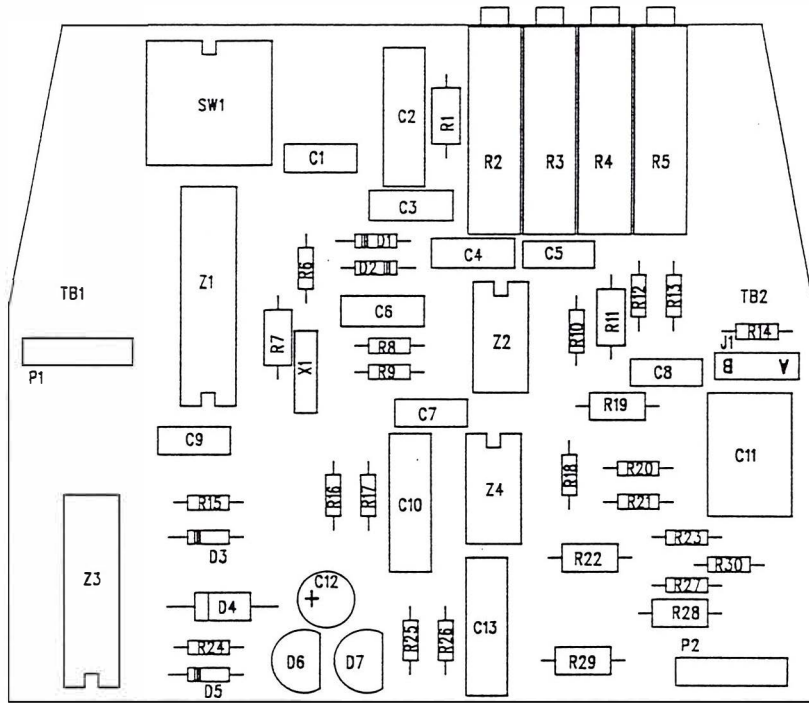 SW1
C2
R1
C1
R2
R3
R4
R5
C3
D1
C4
C5
R6
D2
Z1
TB1
C6
R7
X1
R8
R9
Z2
R10
R11
R12
R13
TB2
R14
J1
B A
P1
C8
C7
R19
C9
C10
Z4
R18
R20
C11
R16
R17
R15
R21
D3
R23
Z3
C12
+
R22
R30
R27
D4
R28
R24
D6
D7
R25
R26
C13
R29
P2
D5